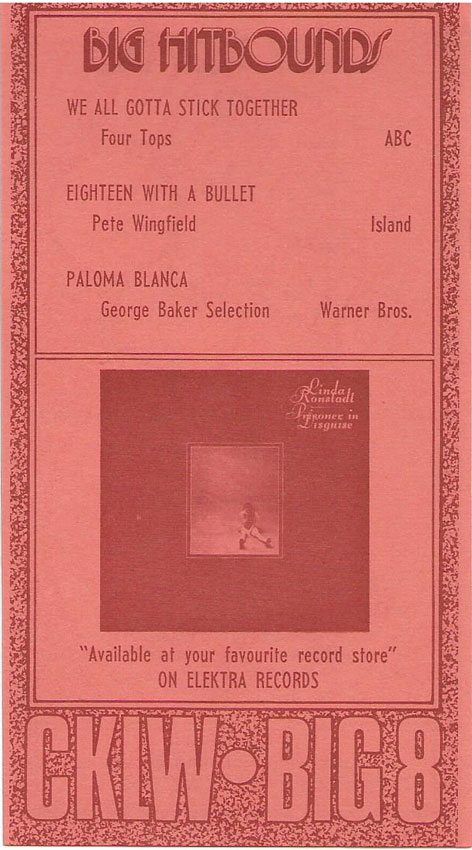 BIG HITBOUNDS
WE ALL GOTTA STICK TOGETHER
Four Tops ABC
EIGHTEEN WITH A BULLET
Pete Wingfield Island
PALOMA BLANCA
George Baker Selection Warner Bros.
Linda
Ronstadt
Prisoner in
Disguise
"Available at your favourite record store"
ON ELEKTRA RECORDS
CKLW • BIG 8